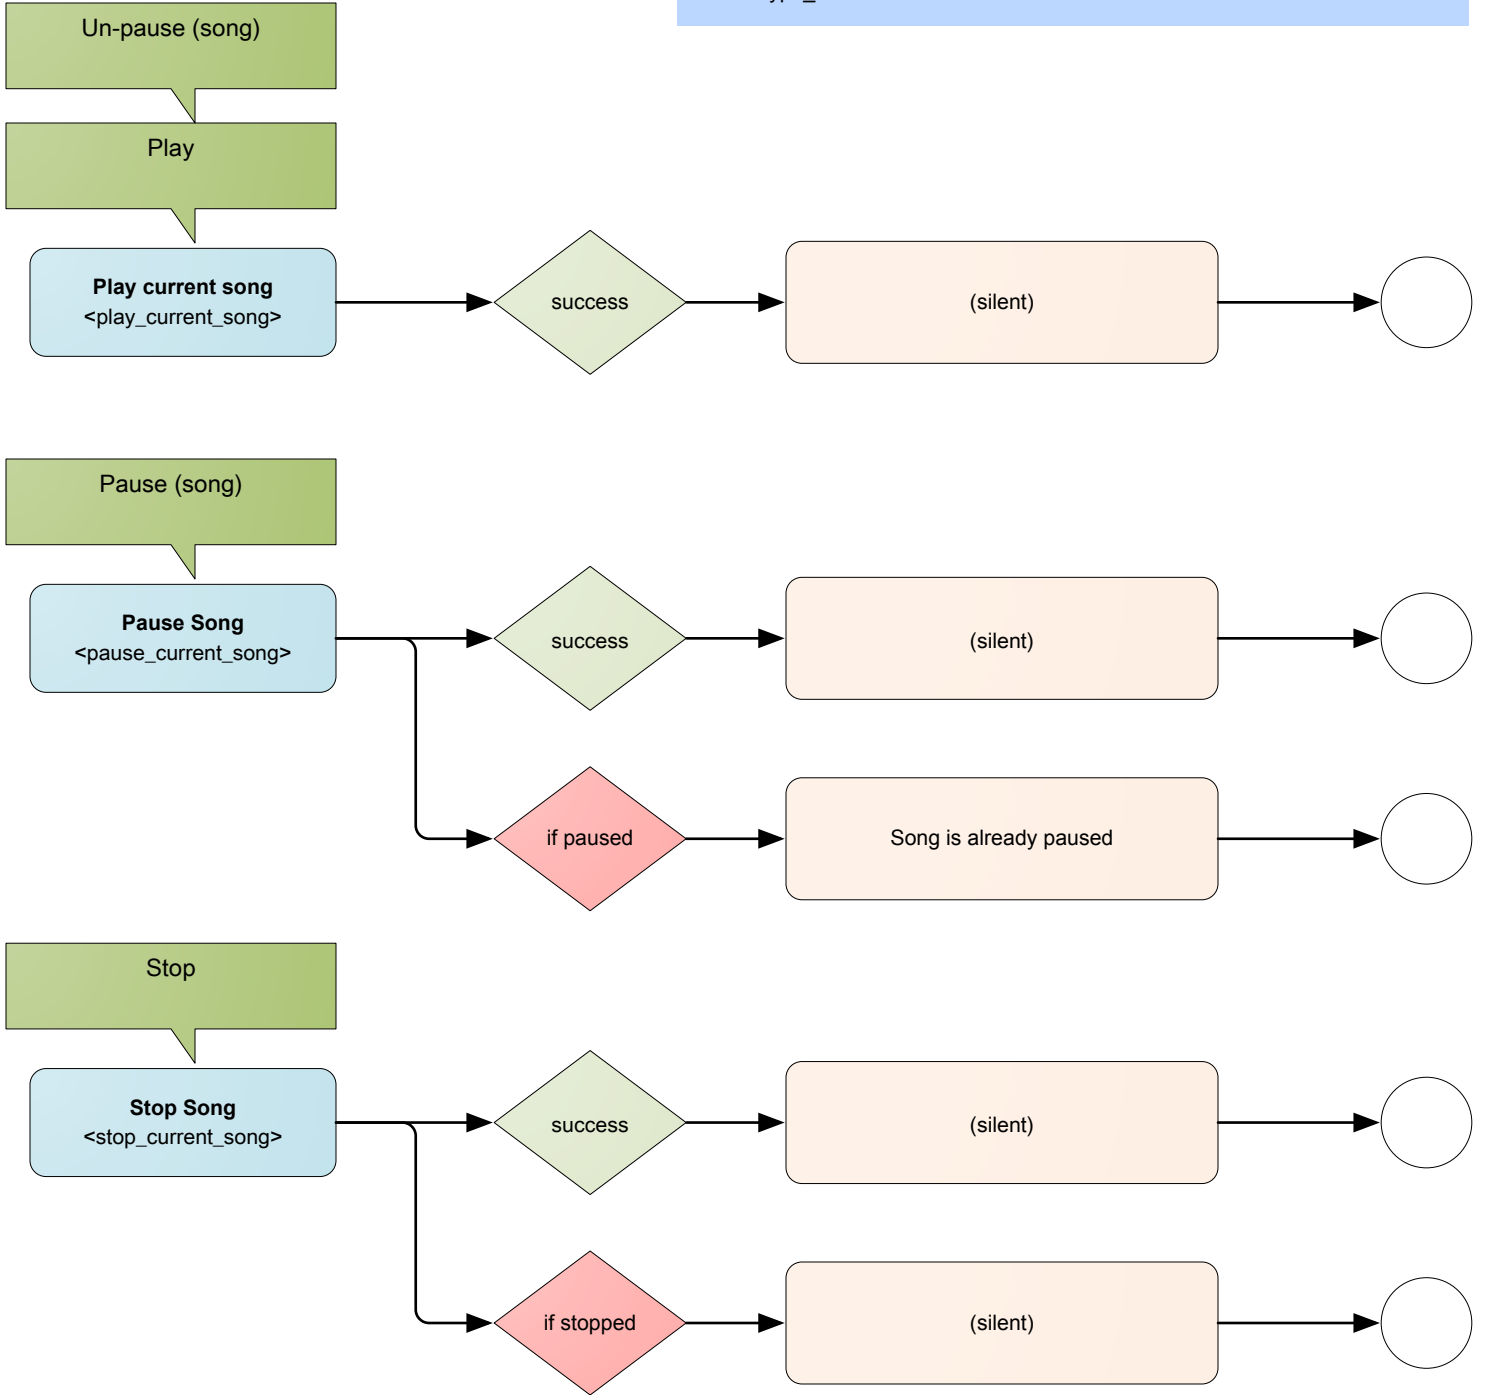 Un-pause (song)
Play
Play current song
<play_current_song>
success
(silent)
Pause (song)
Pause Song
<pause_current_song>
success
(silent)
if paused
Song is already paused
Stop
Stop Song
<stop_current_song>
success
(silent)
if stopped
(silent)